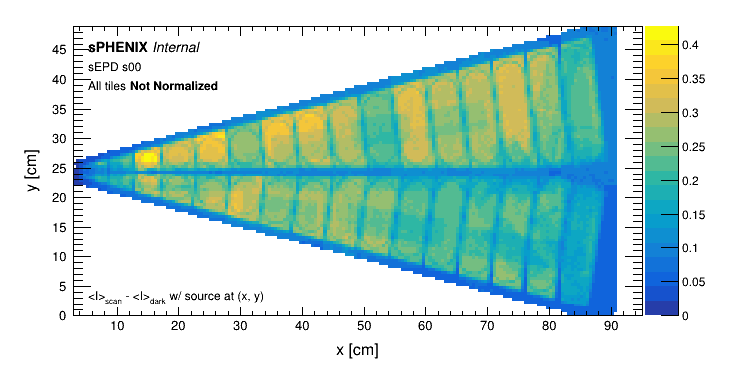 sPHENIX Internal
sEPD s00
All tiles Not Normalized
<I>scan - <I>dark w/ source at (x, y)
y [cm]
45
40
35
30
25
20
15
10
5
0
10 20 30 40 50 60 70 80 90
x [cm]
0.4
0.35
0.3
0.25
0.2
0.15
0.1
0.05
0